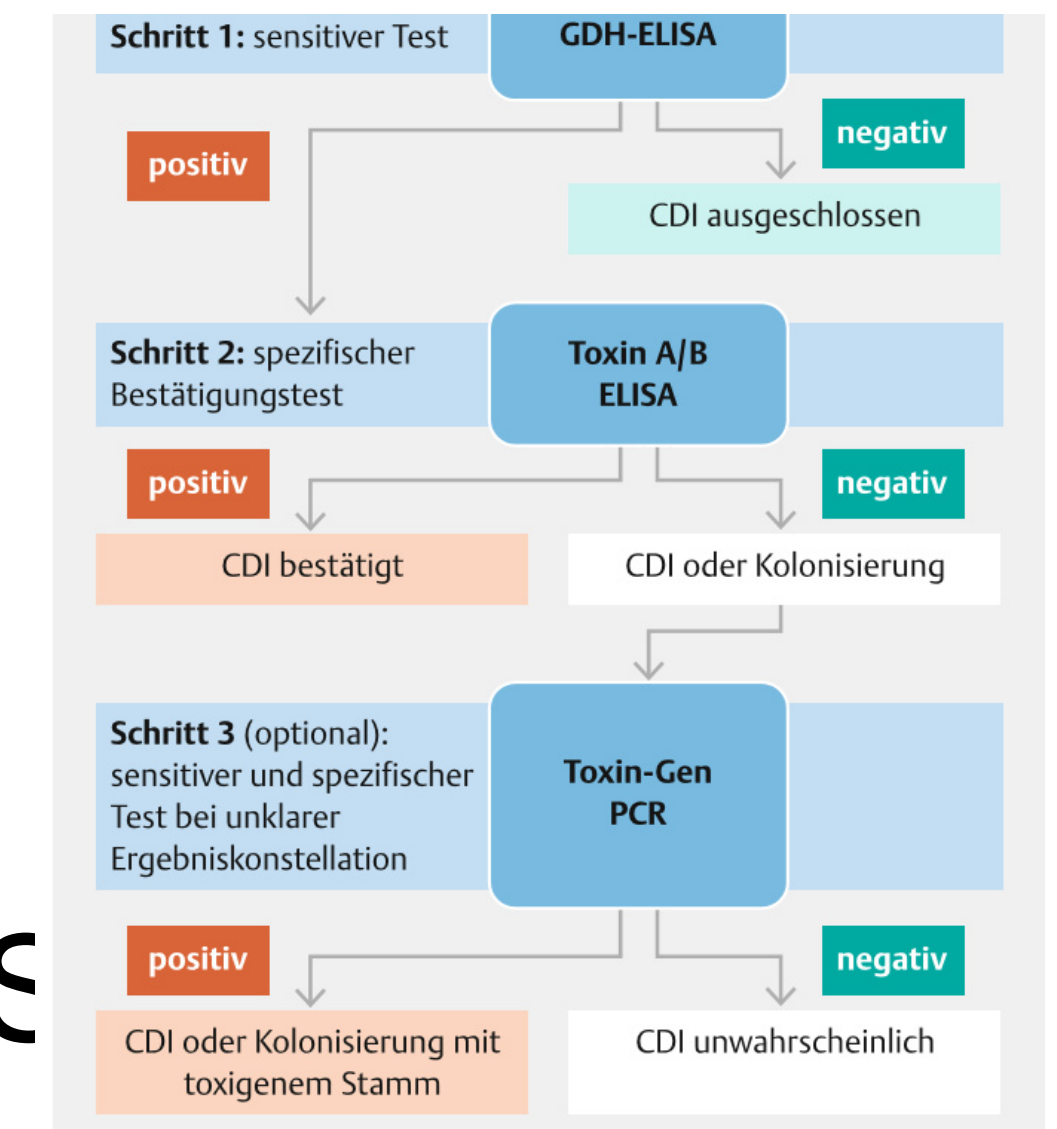 Schritt 1: sensitiver Test
GDH-ELISA
positiv
negativ
CDI ausgeschlossen
Schritt 2: spezifischer
Bestätigungstest
Toxin A/B
ELISA
positiv
negativ
CDI bestätigt
CDI oder Kolonisierung
Schritt 3 (optional):
sensitiver und spezifischer
Test bei unklarer
Ergebniskonstellation
Toxin-Gen
PCR
positiv
negativ
CDI oder Kolonisierung mit
toxigenem Stamm
CDI unwahrscheinlich